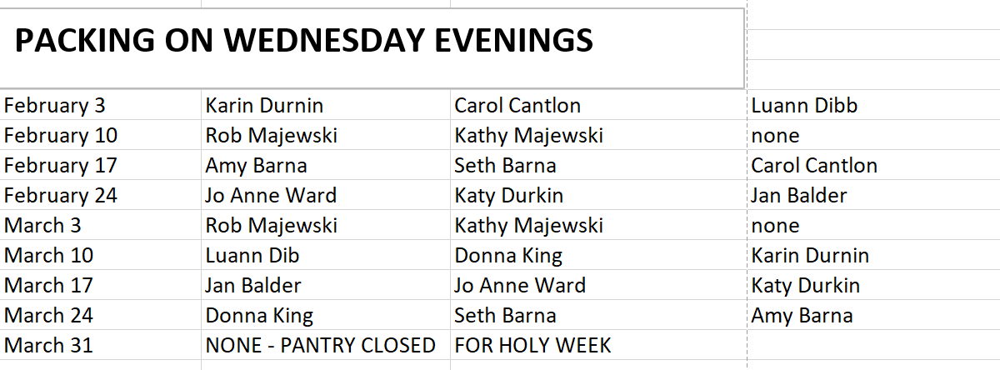 PACKING ON WEDNESDAY EVENINGS
February 3 Karin Durnin Carol Cantlon Luann Dibb
February 10 Rob Majewski Kathy Majewski none
February 17 Amy Barna Seth Barna Carol Cantlon
February 24 Jo Anne Ward Katy Durkin Jan Balder
March 3 Rob Majewski Kathy Majewski none
March 10 Luann Dib Donna King Karin Durnin
March 17 Jan Balder Jo Anne Ward Katy Durkin
March 24 Donna King Seth Barna Amy Barna
March 31 NONE - PANTRY CLOSED FOR HOLY WEEK